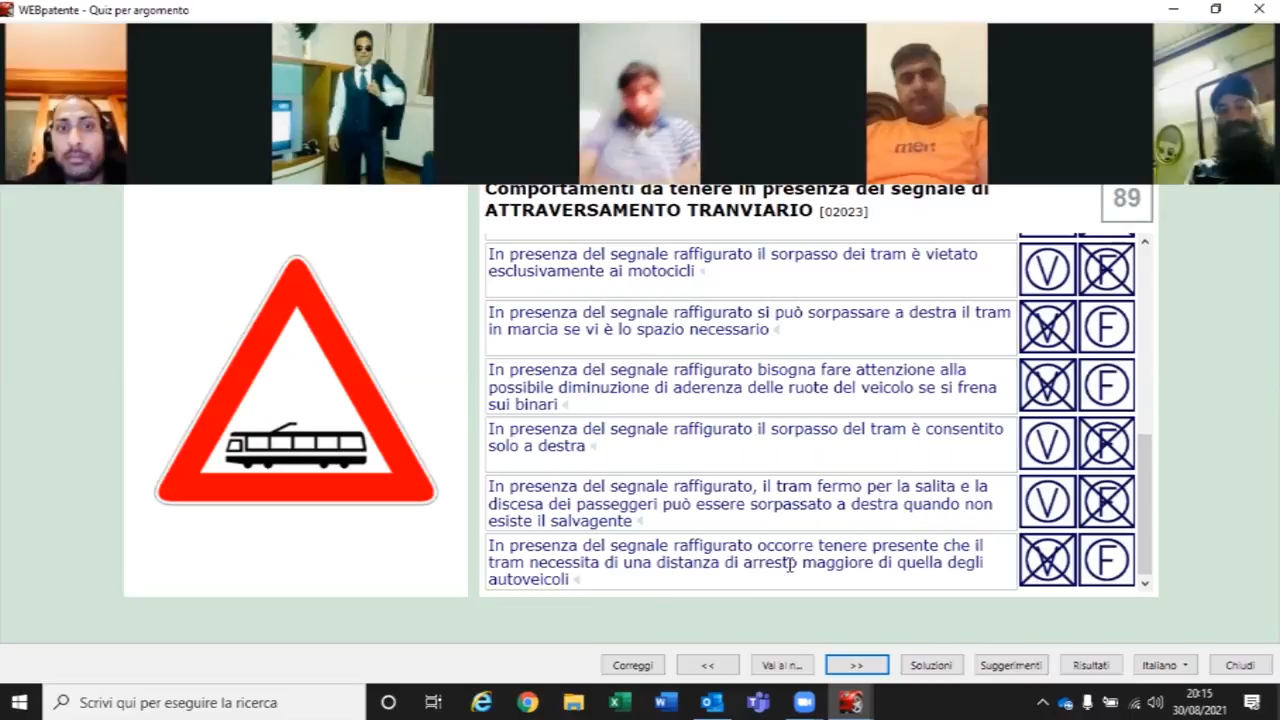 WEBpatente - Quiz per argomento
Comportamenti da tenere in presenza del segnale di
ATTRAVERSAMENTO TRANVIARIO [02023]
89
In presenza del segnale raffigurato il sorpasso dei tram è vietato
esclusivamente ai motocicli
V F
In presenza del segnale raffigurato si può sorpassare a destra il tram
in marcia se vi è lo spazio necessario
V F
In presenza del segnale raffigurato bisogna fare attenzione alla
possibile diminuzione di aderenza delle ruote del veicolo se si frena
sui binari
V F
In presenza del segnale raffigurato il sorpasso del tram è consentito
solo a destra
V F
In presenza del segnale raffigurato, il tram fermo per la salita e la
discesa dei passeggeri può essere sorpassato a destra quando non
esiste il salvagente
V F
In presenza del segnale raffigurato occorre tenere presente che il
tram necessita di una distanza di arresto maggiore di quella degli
autoveicoli
V F
Correggi << Vai al n... >> Soluzioni Suggerimenti Risultati Italiano Chiudi
Scrivi qui per eseguire la ricerca
20:15
30/08/2021